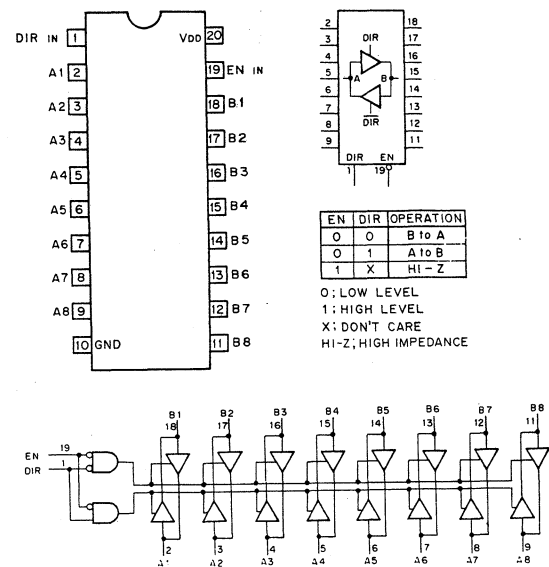 DIR IN 1 VDD 20
A1 2 19 EN IN
A2 3 18 B1
A3 4 17 B2
A4 5 16 B3
A5 6 15 B4
A6 7 14 B5
A7 8 13 B6
A8 9 12 B7
10 GND 11 B8
2 18
3 DIR 17
4 16
5 A B 15
6 14
7 13
8 DIR 12
9 11
DIR EN
1 19
EN DIR OPERATION
0 0 B to A
0 1 A to B
1 X HI-Z
0; LOW LEVEL
1; HIGH LEVEL
X; DON'T CARE
HI-Z; HIGH IMPEDANCE
B1 B2 B3 B4 B5 B6 B7 B8
18 17 16 15 14 13 12 11
EN 19
DIR 1
2 3 4 5 6 7 8 9
A1 A2 A3 A4 A5 A6 A7 A8